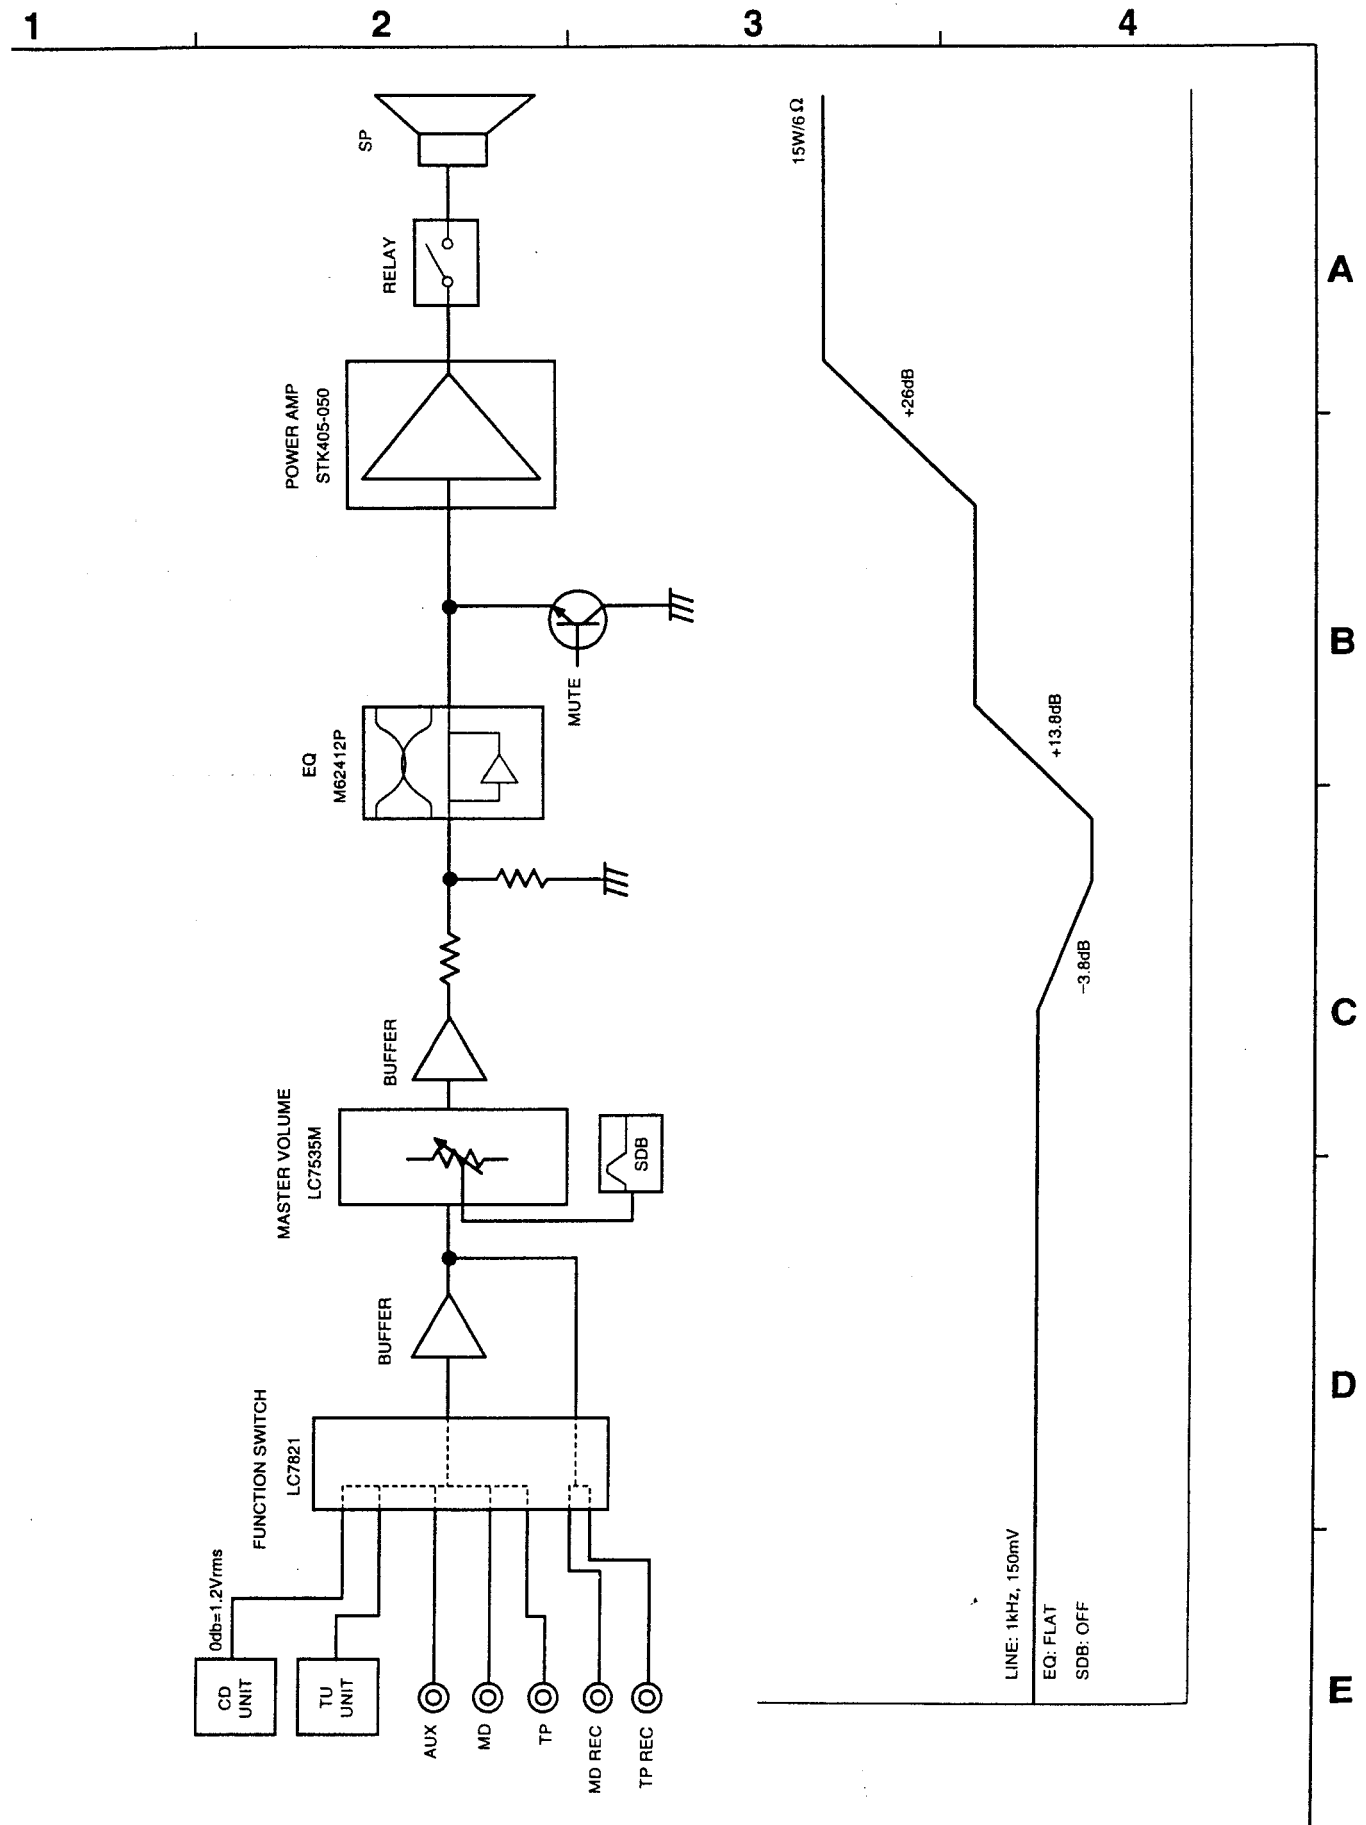 1 2 3 4
A
B
C
D
E
SP
RELAY
POWER AMP
STK405-050
MUTE
EQ
M62412P
BUFFER
MASTER VOLUME
LC7535M
SDB
BUFFER
FUNCTION SWITCH
LC7821
0db=1.2Vrms
CD
UNIT
TU
UNIT
AUX
MD
TP
MD REC
TP REC
15W/6Ω
+26dB
+13.8dB
−3.8dB
LINE: 1kHz, 150mV
EQ: FLAT
SDB: OFF